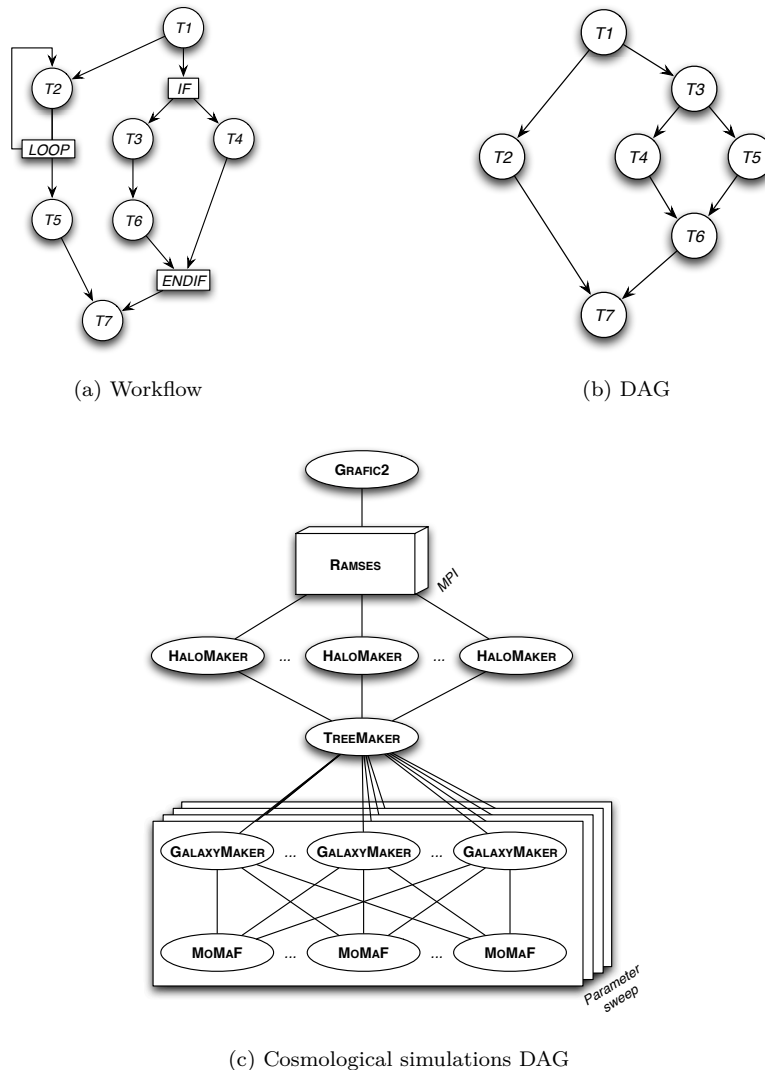 T1
T2
IF
LOOP
T3
T4
T5
T6
ENDIF
T7
(a) Workflow
T1
T3
T2
T4
T5
T6
T7
(b) DAG
GRAFIC2
RAMSES
MPI
HALOMAKER ... HALOMAKER ... HALOMAKER
TREEMAKER
GALAXYMAKER ... GALAXYMAKER ... GALAXYMAKER
MOMAF ... MOMAF ... MOMAF
Parameter
sweep
(c) Cosmological simulations DAG